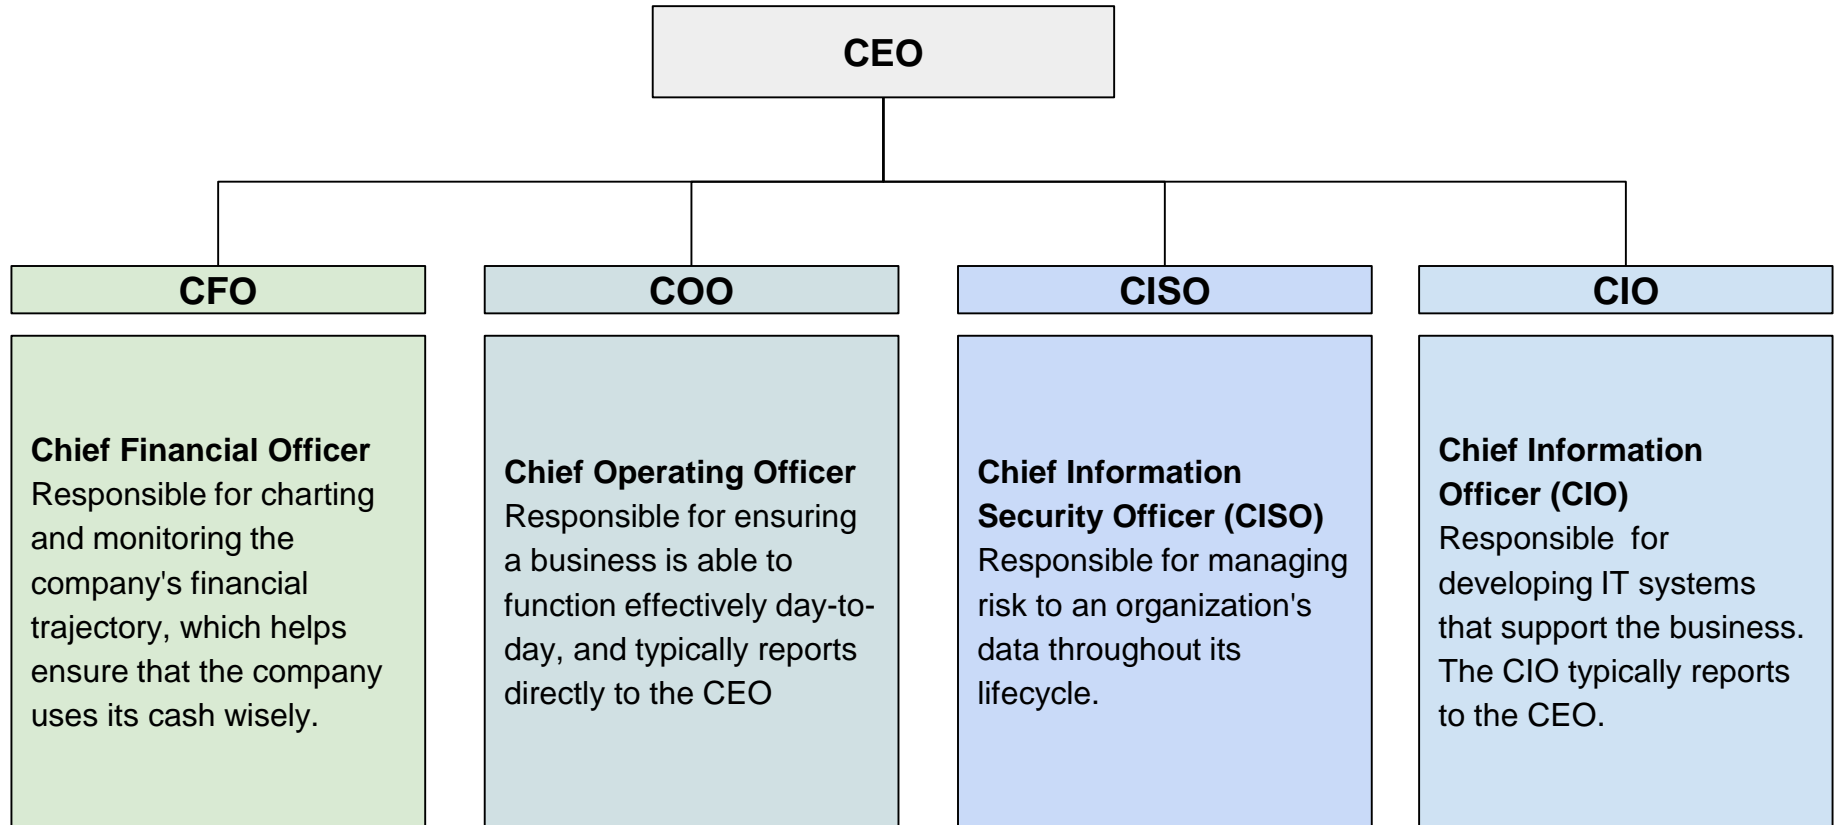 CEO
CFO
COO
CISO
CIO
Chief Financial Officer
Responsible for charting
and monitoring the
company's financial
trajectory, which helps
ensure that the company
uses its cash wisely.
Chief Operating Officer
Responsible for ensuring
a business is able to
function effectively day-to-
day, and typically reports
directly to the CEO
Chief Information
Security Officer (CISO)
Responsible for managing
risk to an organization's
data throughout its
lifecycle.
Chief Information
Officer (CIO)
Responsible  for
developing IT systems
that support the business.
The CIO typically reports
to the CEO.